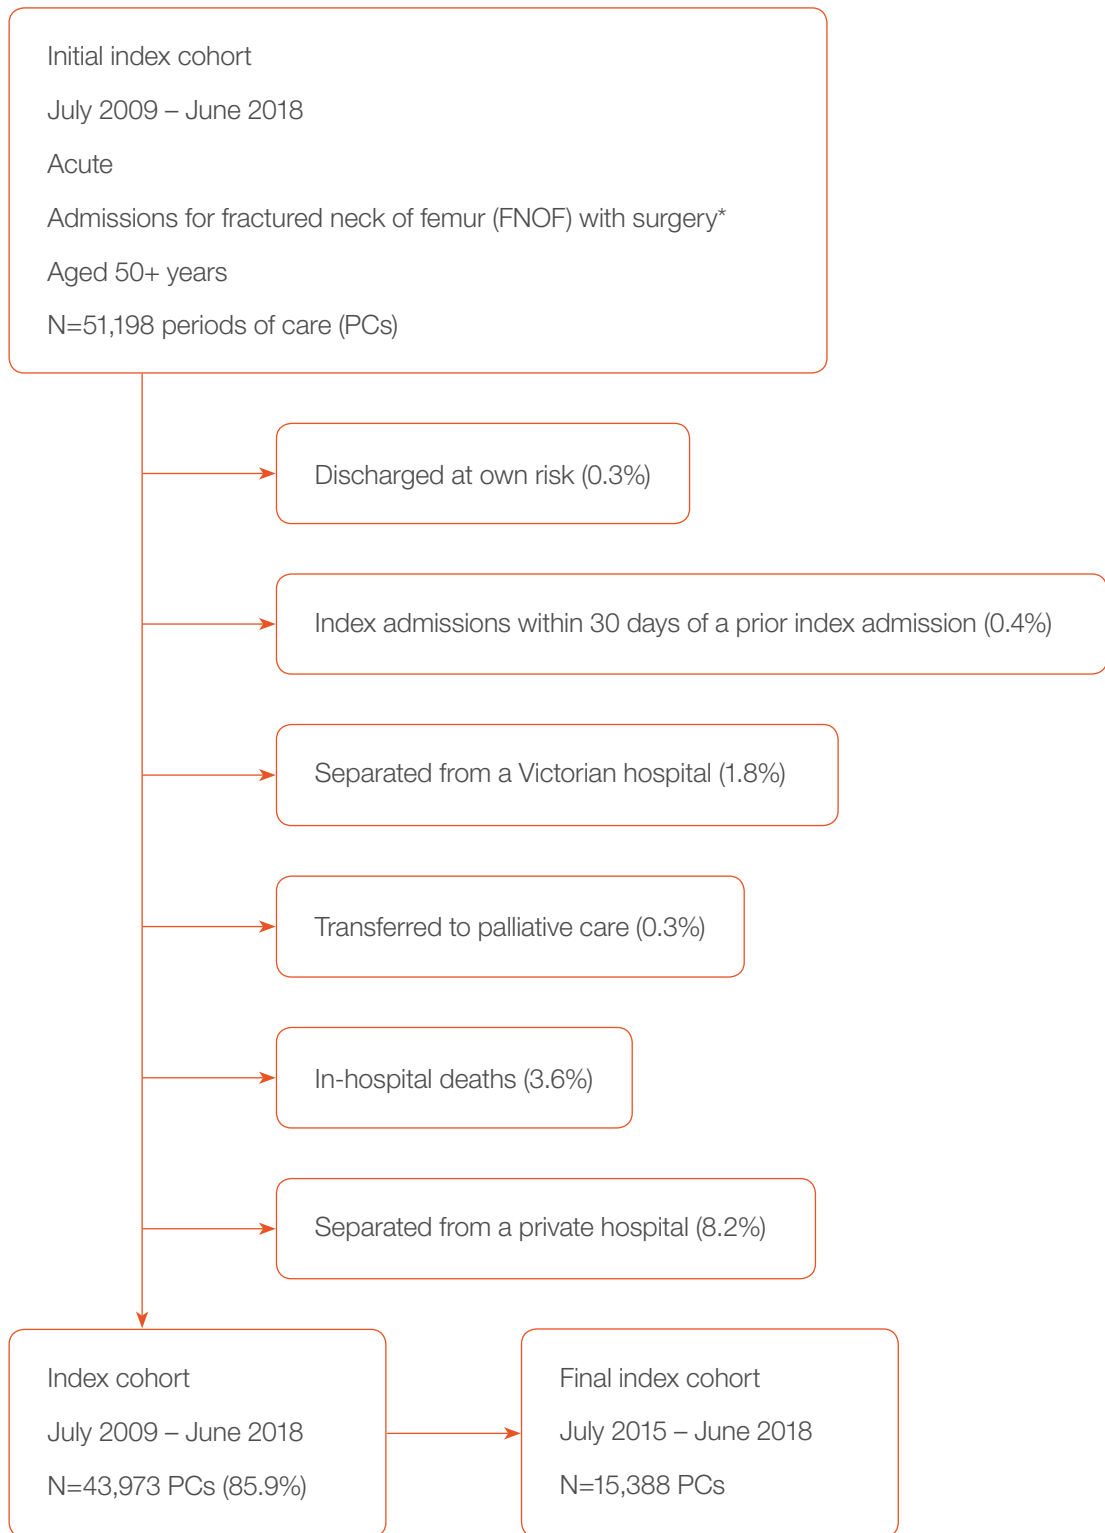 Initial index cohort
July 2009 – June 2018
Acute
Admissions for fractured neck of femur (FNOF) with surgery*
Aged 50+ years
N=51,198 periods of care (PCs)
Discharged at own risk (0.3%)
Index admissions within 30 days of a prior index admission (0.4%)
Separated from a Victorian hospital (1.8%)
Transferred to palliative care (0.3%)
In-hospital deaths (3.6%)
Separated from a private hospital (8.2%)
Index cohort
July 2009 – June 2018
N=43,973 PCs (85.9%)
Final index cohort
July 2015 – June 2018
N=15,388 PCs